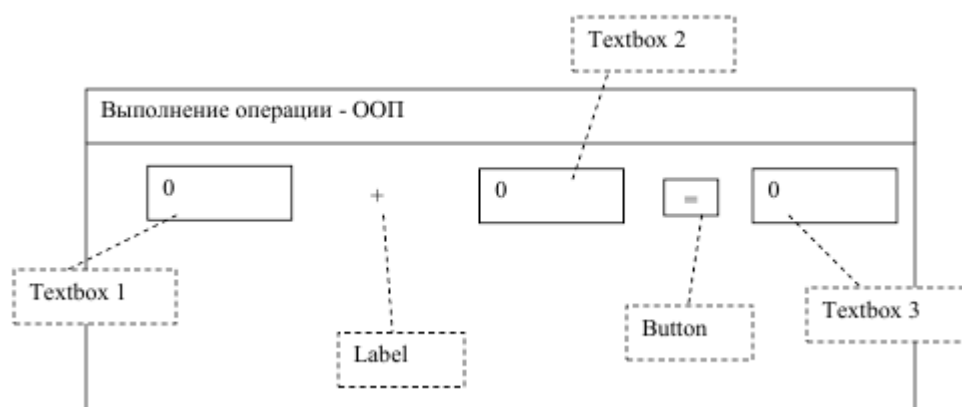 Textbox 2
Выполнение операции - ООП
0
+
0
=
0
Textbox 1
Label
Button
Textbox 3